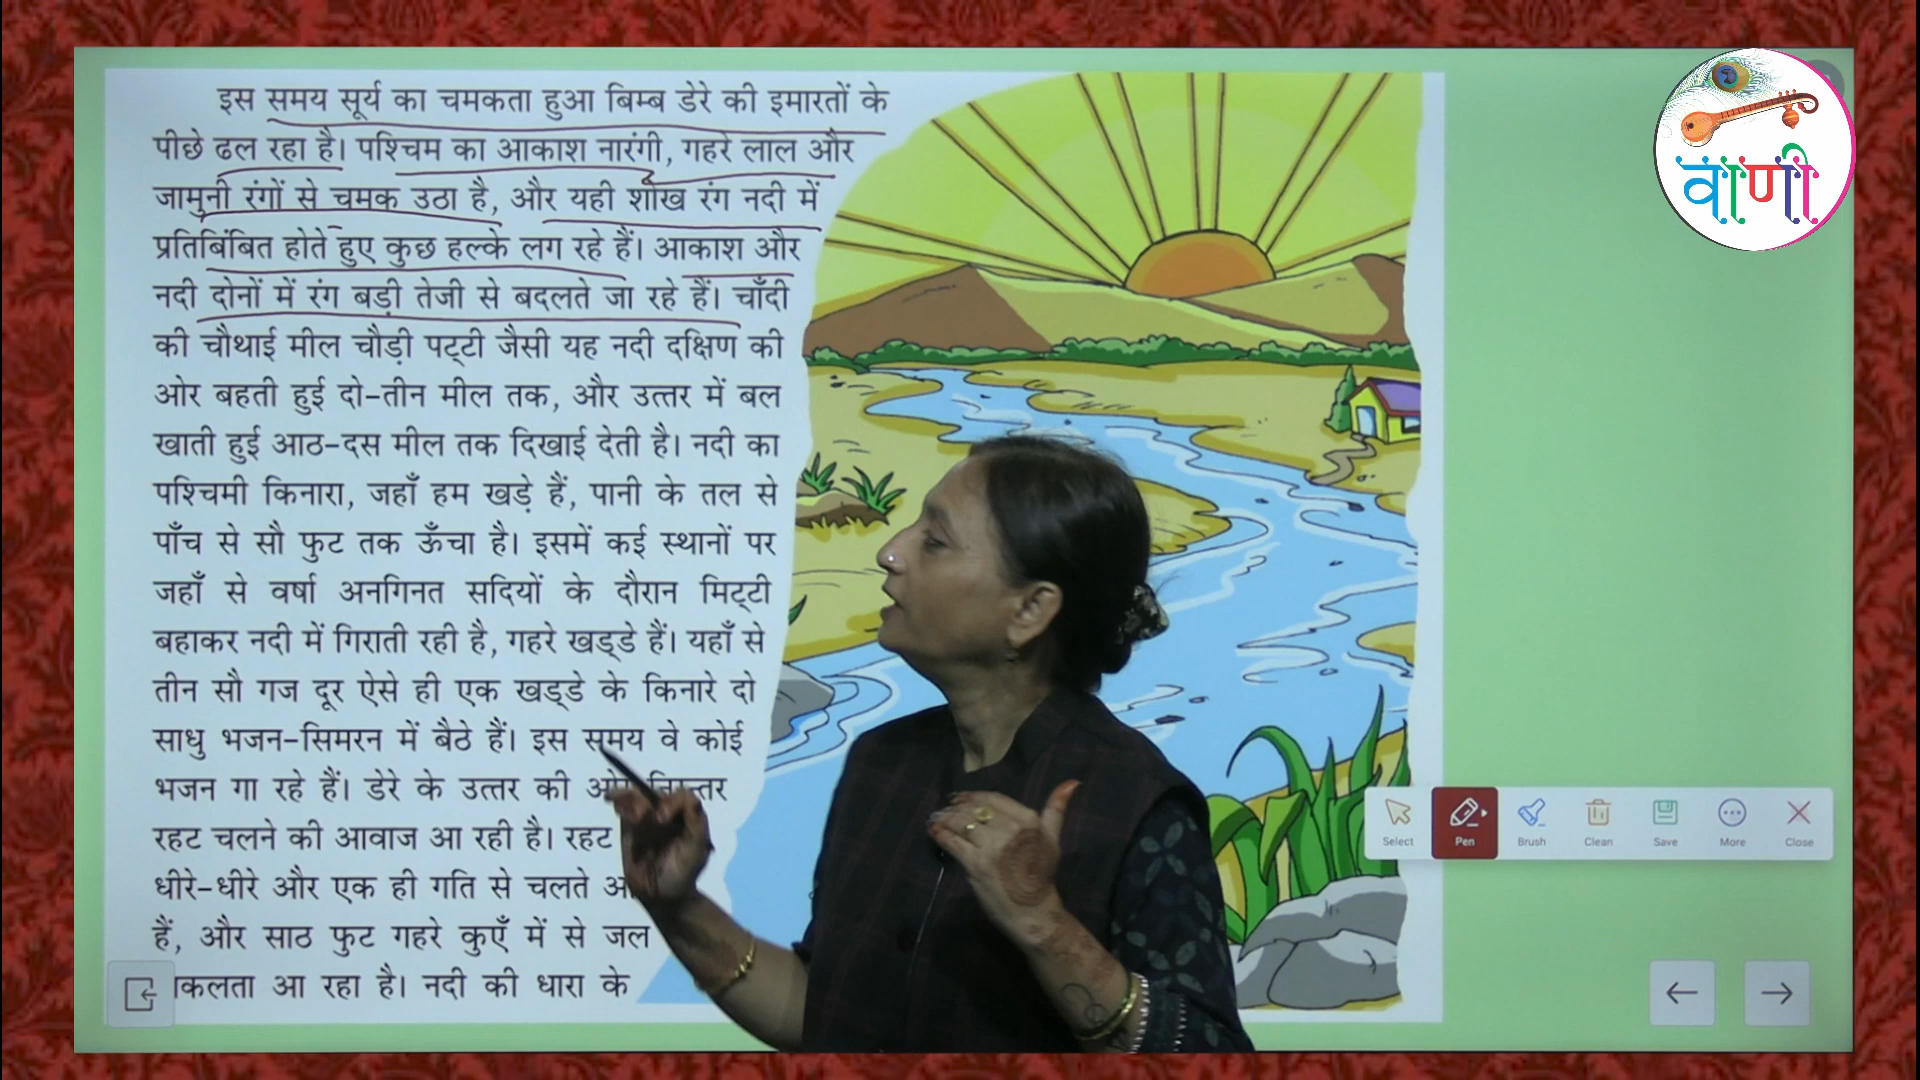 इस समय सूर्य का चमकता हुआ बिम्ब डेरे की इमारतों के
पीछे ढल रहा है। पश्चिम का आकाश नारंगी, गहरे लाल और
जामुनी रंगों से चमक उठा है, और यही शोख रंग नदी में
प्रतिबिंबित होते हुए कुछ हल्के लग रहे हैं। आकाश और
नदी दोनों में रंग बड़ी तेजी से बदलते जा रहे हैं। चाँदी
की चौथाई मील चौड़ी पट्टी जैसी यह नदी दक्षिण की
ओर बहती हुई दो-तीन मील तक, और उत्तर में बल
खाती हुई आठ-दस मील तक दिखाई देती है। नदी का
पश्चिमी किनारा, जहाँ हम खड़े हैं, पानी के तल से
पाँच से सौ फुट तक ऊँचा है। इसमें कई स्थानों पर
जहाँ से वर्षा अनगिनत सदियों के दौरान मिट्टी
बहाकर नदी में गिराती रही है, गहरे खड्डे हैं। यहाँ से
तीन सौ गज दूर ऐसे ही एक खड्डे के किनारे दो
साधु भजन-सिमरन में बैठे हैं। इस समय वे कोई
भजन गा रहे हैं। डेरे के उत्तर की
रहट चलने की आवाज आ रही है। रहट
धीरे-धीरे और एक ही गति से चलते
हैं, और साठ फुट गहरे कुएँ में से जल
आ रहा है। नदी की धारा के
वाणी
Select Pen Brush Clean Save More Close